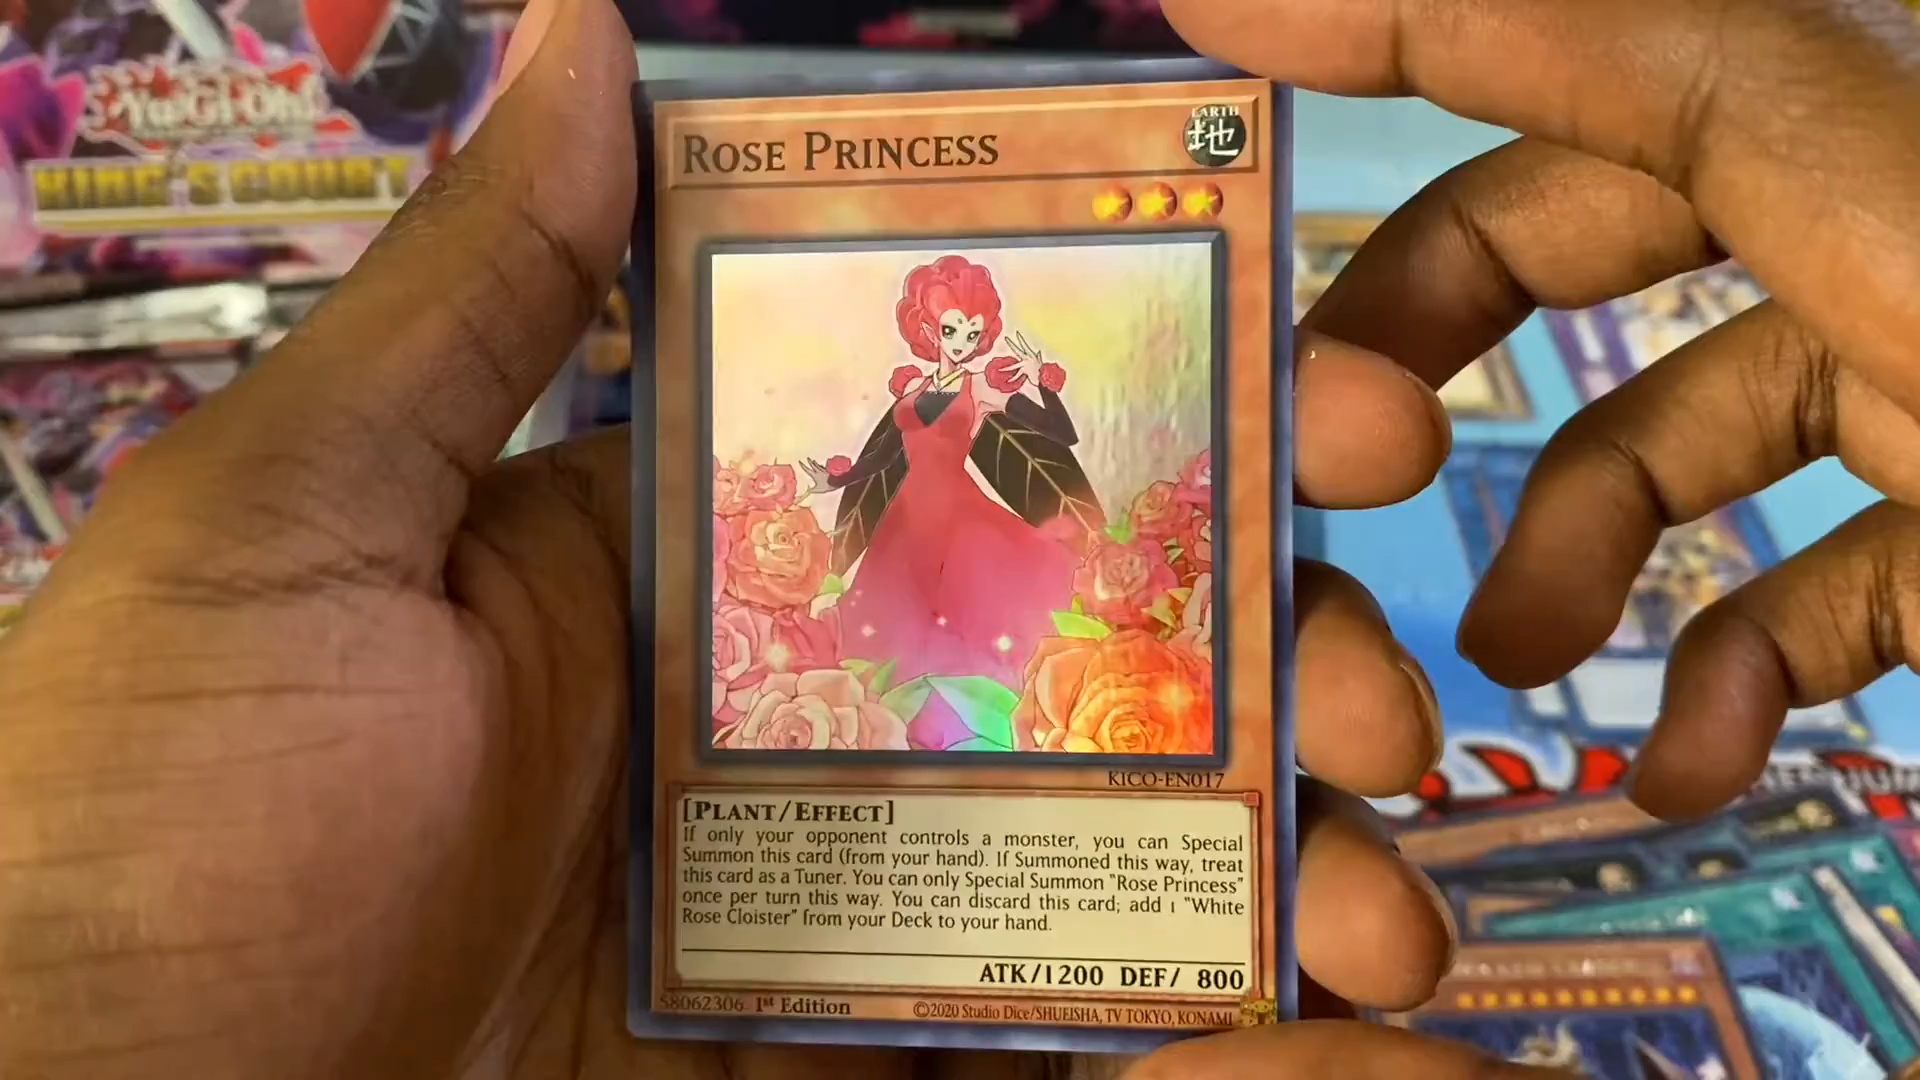 Yu-Gi-Oh!
KING'S COURT
ROSE PRINCESS
EARTH
地
KICO-EN017
[PLANT/EFFECT]
If only your opponent controls a monster, you can Special
Summon this card (from your hand). If Summoned this way, treat
this card as a Tuner. You can only Special Summon "Rose Princess"
once per turn this way. You can discard this card; add 1 "White
Rose Cloister" from your Deck to your hand.
ATK/1200 DEF/ 800
58062306 1st Edition
©2020 Studio Dice/SHUEISHA, TV TOKYO, KONAMI